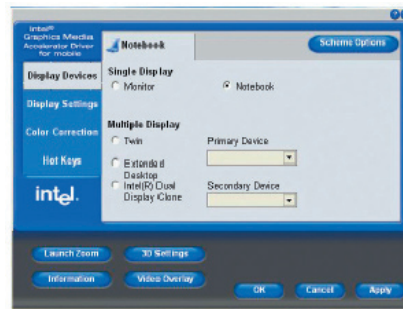 Intel®
Graphics Media
Accelerator Driver
for mobile
Notebook
Scheme Options
Display Devices
Single Display
Monitor
Notebook
Display Settings
Multiple Display
Color Correction
Twin
Primary Device
Hot Keys
Extended
Desktop
Intel(R) Dual
Display Clone
Secondary Device
intel.
Launch Zoom
3D Settings
Information
Video Overlay
OK
Cancel
Apply